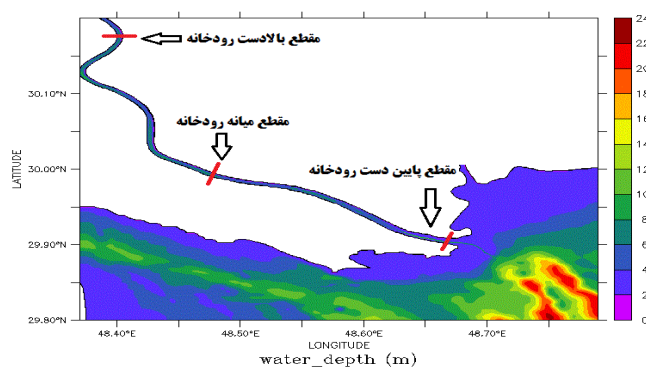 مقطع بالادست رودخانه
مقطع میانه رودخانه
مقطع پایین دست رودخانه
LATITUDE
30.10°N
30.00°N
29.90°N
29.80°N
48.40°E
48.50°E
48.60°E
48.70°E
LONGITUDE
water_depth (m)
24
22
20
18
16
14
12
10
8
6
4
2
0